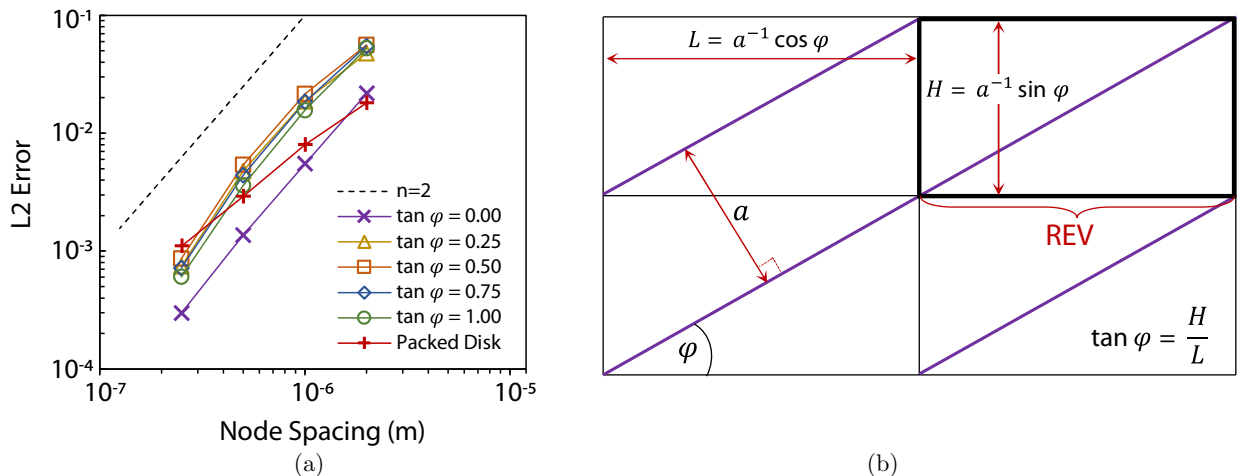 10⁻¹
10⁻²
10⁻³
10⁻⁴
L2 Error
n=2
tan φ = 0.00
tan φ = 0.25
tan φ = 0.50
tan φ = 0.75
tan φ = 1.00
Packed Disk
10⁻⁷
10⁻⁶
10⁻⁵
Node Spacing (m)
(a)
L = a⁻¹ cos φ
H = a⁻¹ sin φ
a
REV
φ
tan φ = H/L
(b)